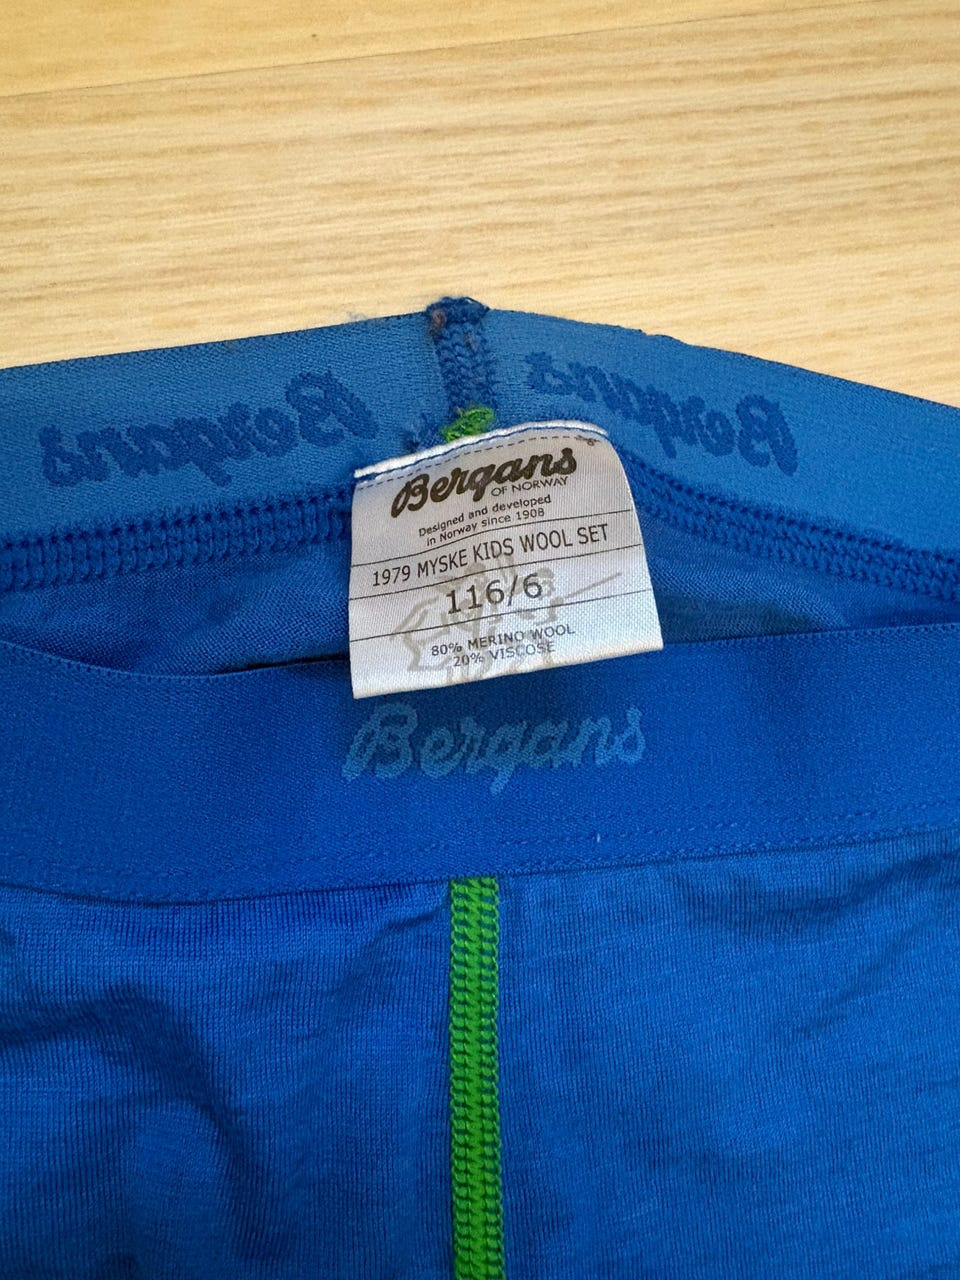 Bergans
Bergans
Bergans
OF NORWAY
Designed and developed
in Norway since 1908
1979 MYSKE KIDS WOOL SET
116/6
80% MERINO WOOL
20% VISCOSE
Bergans